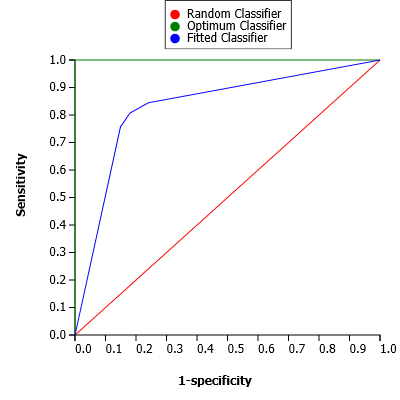 Random Classifier
Optimum Classifier
Fitted Classifier
1.0
0.9
0.8
0.7
0.6
0.5
0.4
0.3
0.2
0.1
0.0
Sensitivity
0.0 0.1 0.2 0.3 0.4 0.5 0.6 0.7 0.8 0.9 1.0
1-specificity